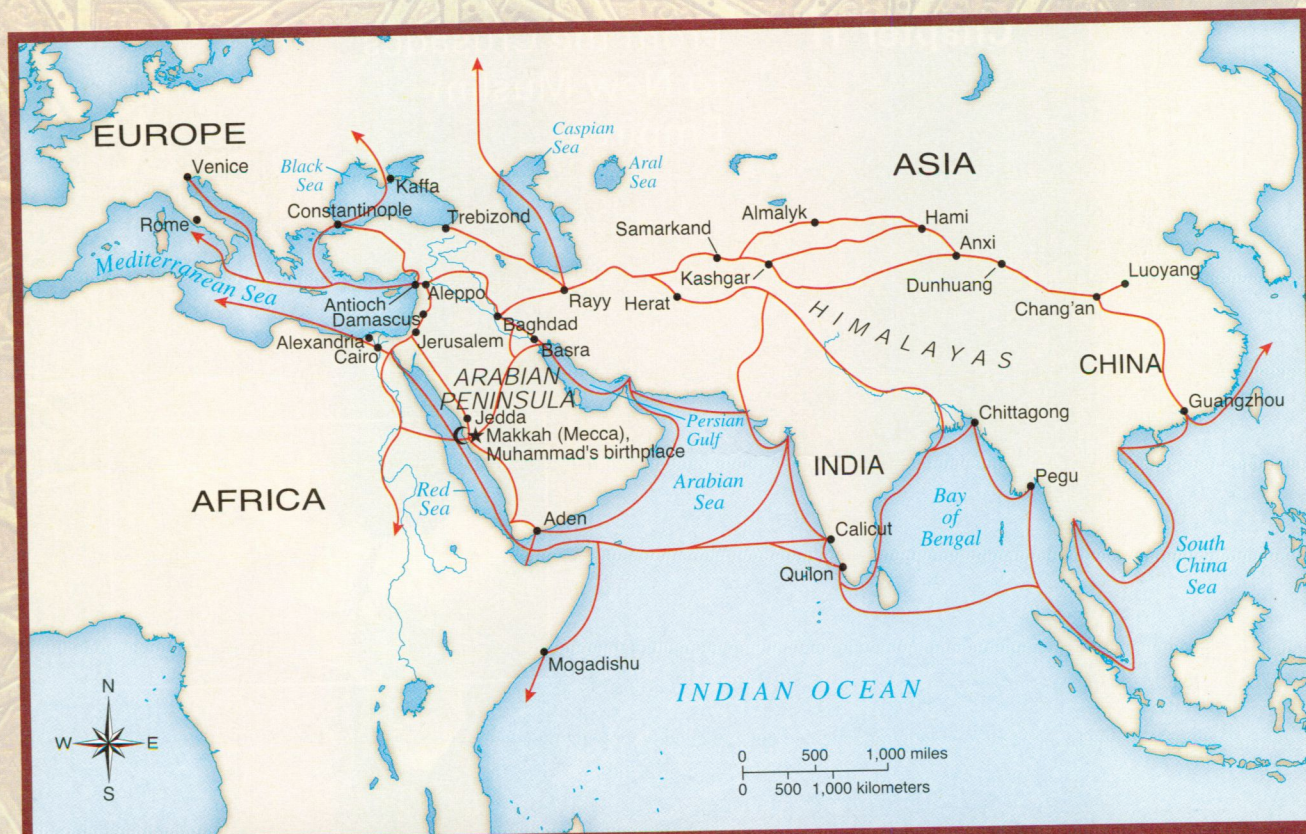 EUROPE
Venice
Rome
Mediterranean Sea
Black
Sea
Kaffa
Constantinople
Trebizond
Caspian
Sea
Aral
Sea
ASIA
Samarkand
Almalyk
Hami
Kashgar
Anxi
Dunhuang
Luoyang
Chang'an
Antioch
Aleppo
Damascus
Rayy
Herat
Baghdad
Alexandria
Cairo
Jerusalem
Basra
HIMALAYAS
CHINA
ARABIAN
PENINSULA
Jedda
Makkah (Mecca),
Muhammad's birthplace
Persian
Gulf
Chittagong
Guangzhou
AFRICA
Red
Sea
Arabian
Sea
INDIA
Bay
of
Bengal
Pegu
Aden
Calicut
Quilon
South
China
Sea
Mogadishu
INDIAN OCEAN
N
W
E
S
0 500 1,000 miles
0 500 1,000 kilometers